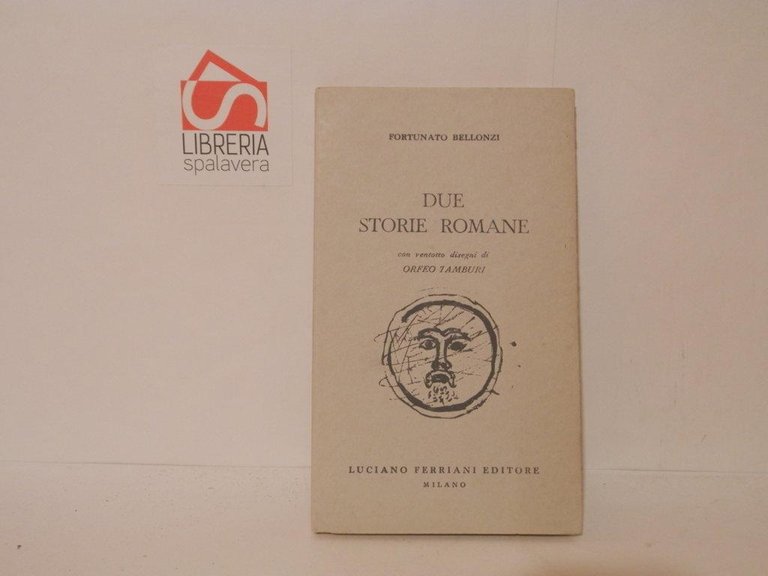 LIBRERIA
spalavera
FORTUNATO BELLONZI
DUE
STORIE ROMANE
con ventotto disegni di
ORFEO TAMBURI
LUCIANO FERRIANI EDITORE
MILANO